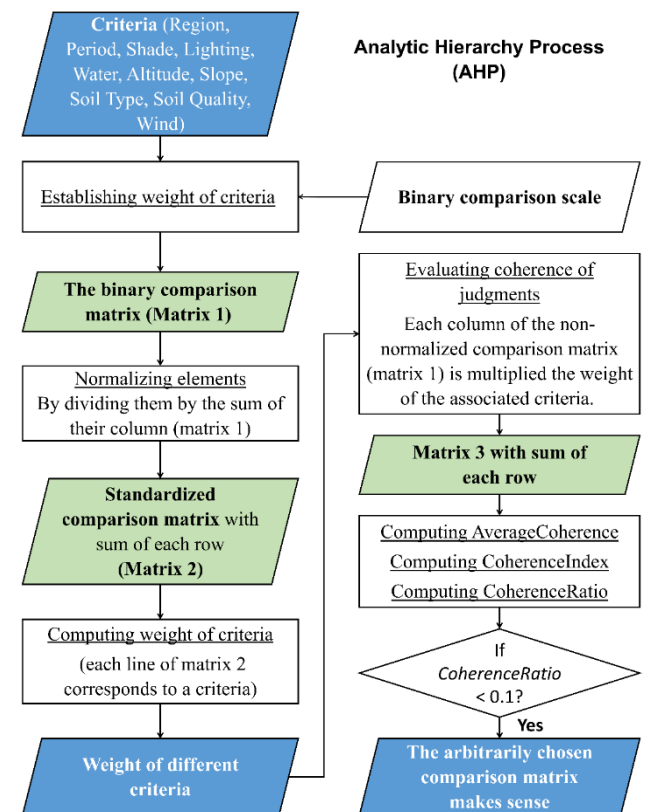 Criteria (Region,
Period, Shade, Lighting,
Water, Altitude, Slope,
Soil Type, Soil Quality,
Wind)
Analytic Hierarchy Process
(AHP)
Establishing weight of criteria
Binary comparison scale
The binary comparison
matrix (Matrix 1)
Normalizing elements
By dividing them by the sum of
their column (matrix 1)
Standardized
comparison matrix with
sum of each row
(Matrix 2)
Computing weight of criteria
(each line of matrix 2
corresponds to a criteria)
Weight of different
criteria
Evaluating coherence of
judgments
Each column of the non-
normalized comparison matrix
(matrix 1) is multiplied the weight
of the associated criteria.
Matrix 3 with sum of
each row
Computing AverageCoherence
Computing CoherenceIndex
Computing CoherenceRatio
If
CoherenceRatio
< 0.1?
Yes
The arbitrarily chosen
comparison matrix
makes sense